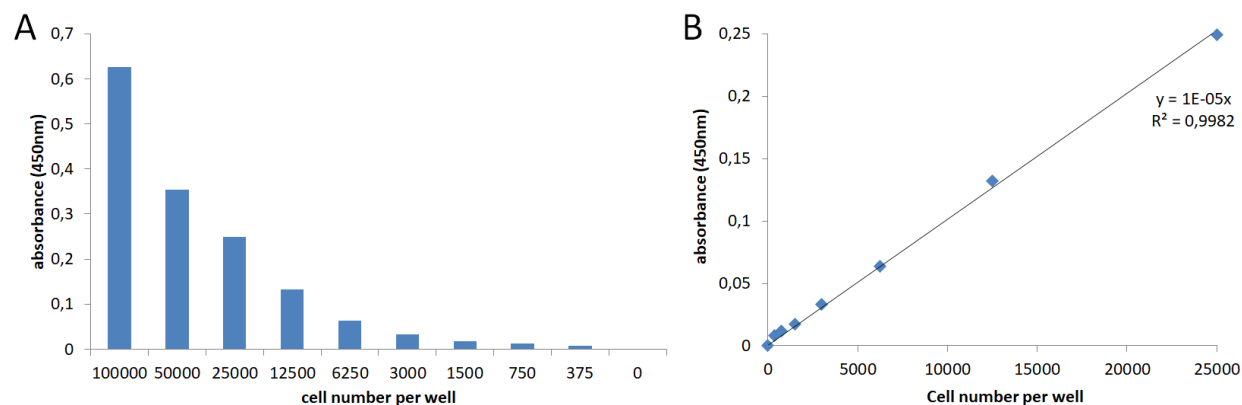 A
0,7
0,6
0,5
0,4
0,3
0,2
0,1
0
absorbance (450nm)
100000 50000 25000 12500 6250 3000 1500 750 375 0
cell number per well
B
0,25
0,2
0,15
0,1
0,05
0
absorbance (450nm)
y = 1E-05x
R² = 0,9982
0 5000 10000 15000 20000 25000
Cell number per well